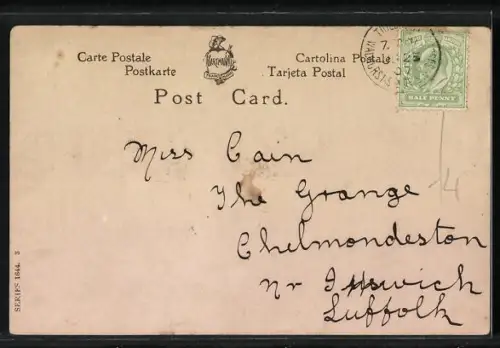 Carte Postale
Postkarte
Cartolina Postale
Tarjeta Postal
Post Card.
HALF PENNY
Miss Cain
The Grange
Chelmondeston
nr Ipswich
Suffolk
SERIES 1844. 3